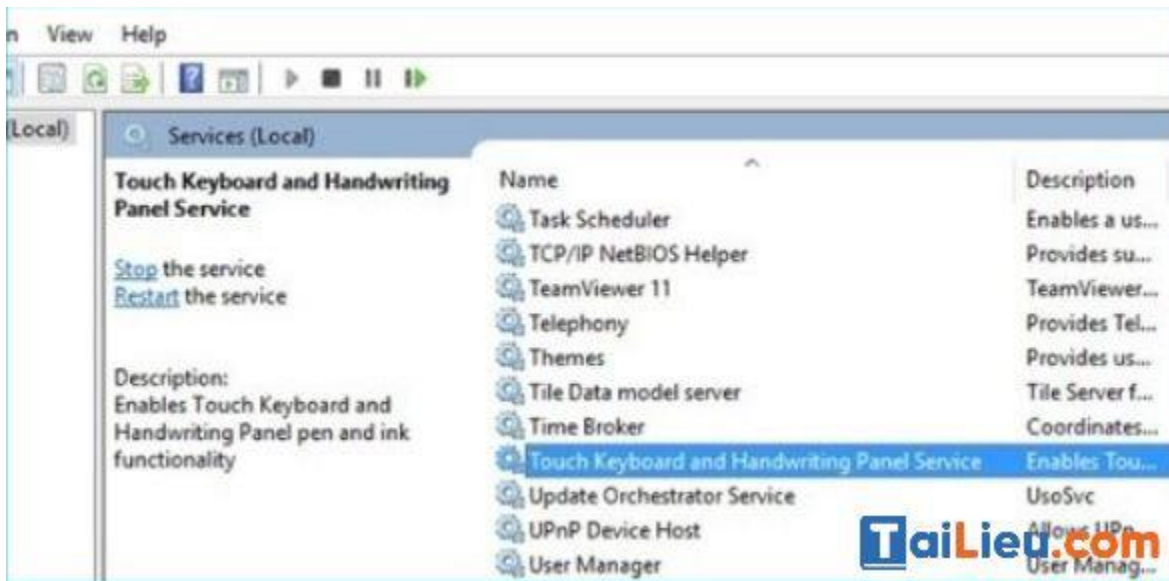 View Help
(Local)
Services (Local)
Touch Keyboard and Handwriting
Panel Service
Stop the service
Restart the service
Description:
Enables Touch Keyboard and
Handwriting Panel pen and ink
functionality
Name Description
Task Scheduler Enables a us...
TCP/IP NetBIOS Helper Provides su...
TeamViewer 11 TeamViewer...
Telephony Provides Tel...
Themes Provides us...
Tile Data model server Tile Server f...
Time Broker Coordinates...
Touch Keyboard and Handwriting Panel Service Enables Tou...
Update Orchestrator Service UsoSvc
UPnP Device Host Allows UPn...
User Manager User Manag...
TaiLieu.com